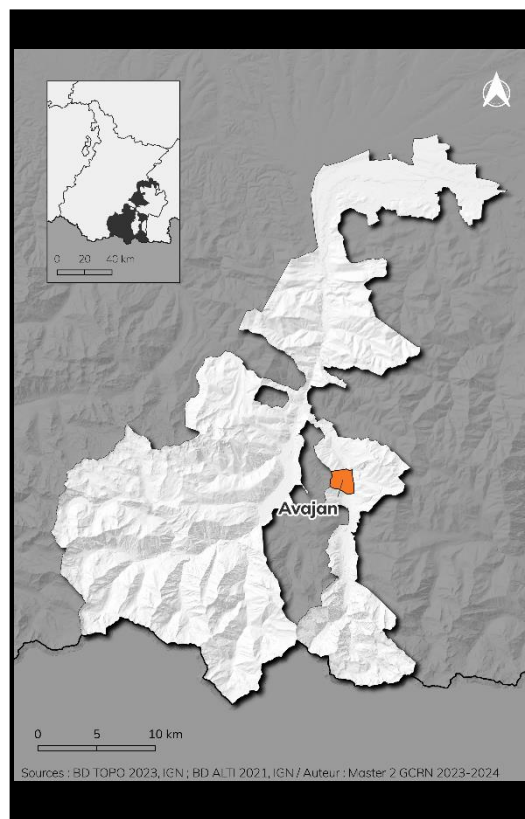 0 20 40 km
Avajan
0 5 10 km
Sources : BD TOPO 2023, IGN ; BD ALTI 2021, IGN / Auteur : Master 2 GCRN 2023-2024